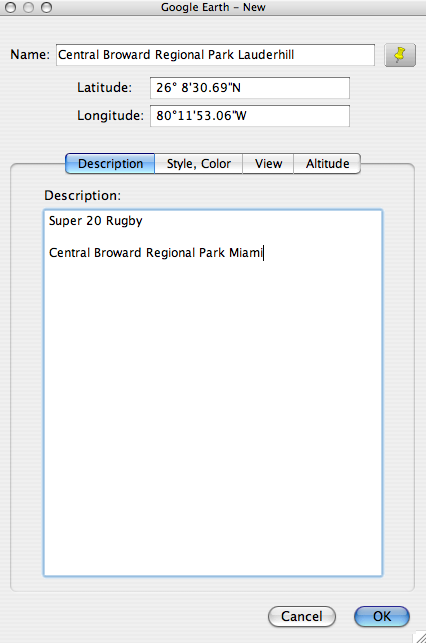 Google Earth – New
Name: Central Broward Regional Park Lauderhill
Latitude: 26° 8'30.69"N
Longitude: 80°11'53.06"W
Description Style, Color View Altitude
Description:
Super 20 Rugby
Central Broward Regional Park Miami
Cancel OK